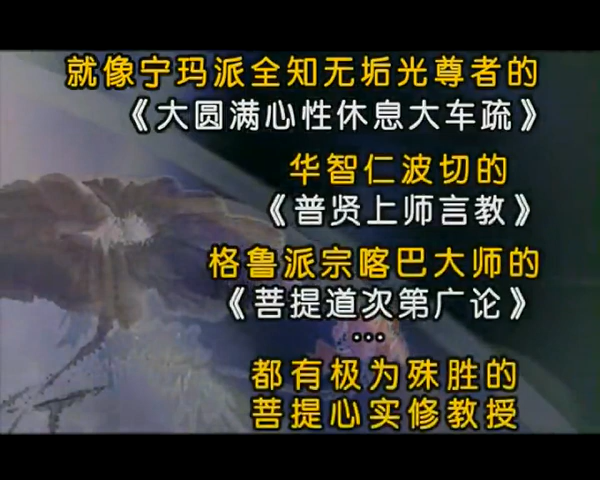 就像宁玛派全知无垢光尊者的
《大圆满心性休息大车疏》
华智仁波切的
《普贤上师言教》
格鲁派宗喀巴大师的
《菩提道次第广论》
…
都有极为殊胜的
菩提心实修教授